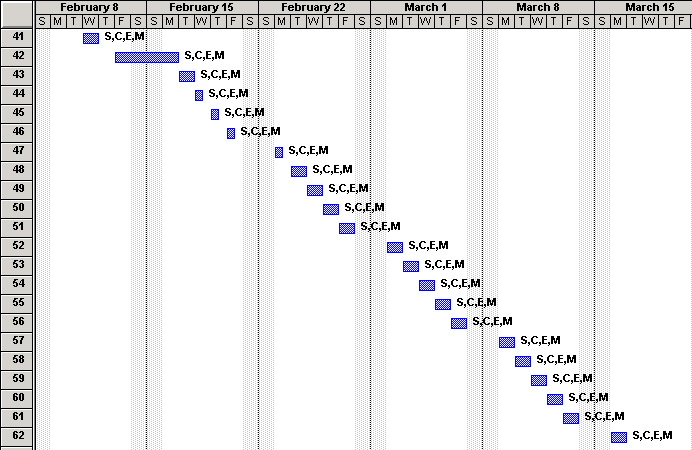 February 8 February 15 February 22 March 1 March 8 March 15
S M T W T F S S M T W T F S S M T W T F S S M T W T F S S M T W T F S S M T W T F
41 S,C,E,M
42 S,C,E,M
43 S,C,E,M
44 S,C,E,M
45 S,C,E,M
46 S,C,E,M
47 S,C,E,M
48 S,C,E,M
49 S,C,E,M
50 S,C,E,M
51 S,C,E,M
52 S,C,E,M
53 S,C,E,M
54 S,C,E,M
55 S,C,E,M
56 S,C,E,M
57 S,C,E,M
58 S,C,E,M
59 S,C,E,M
60 S,C,E,M
61 S,C,E,M
62 S,C,E,M